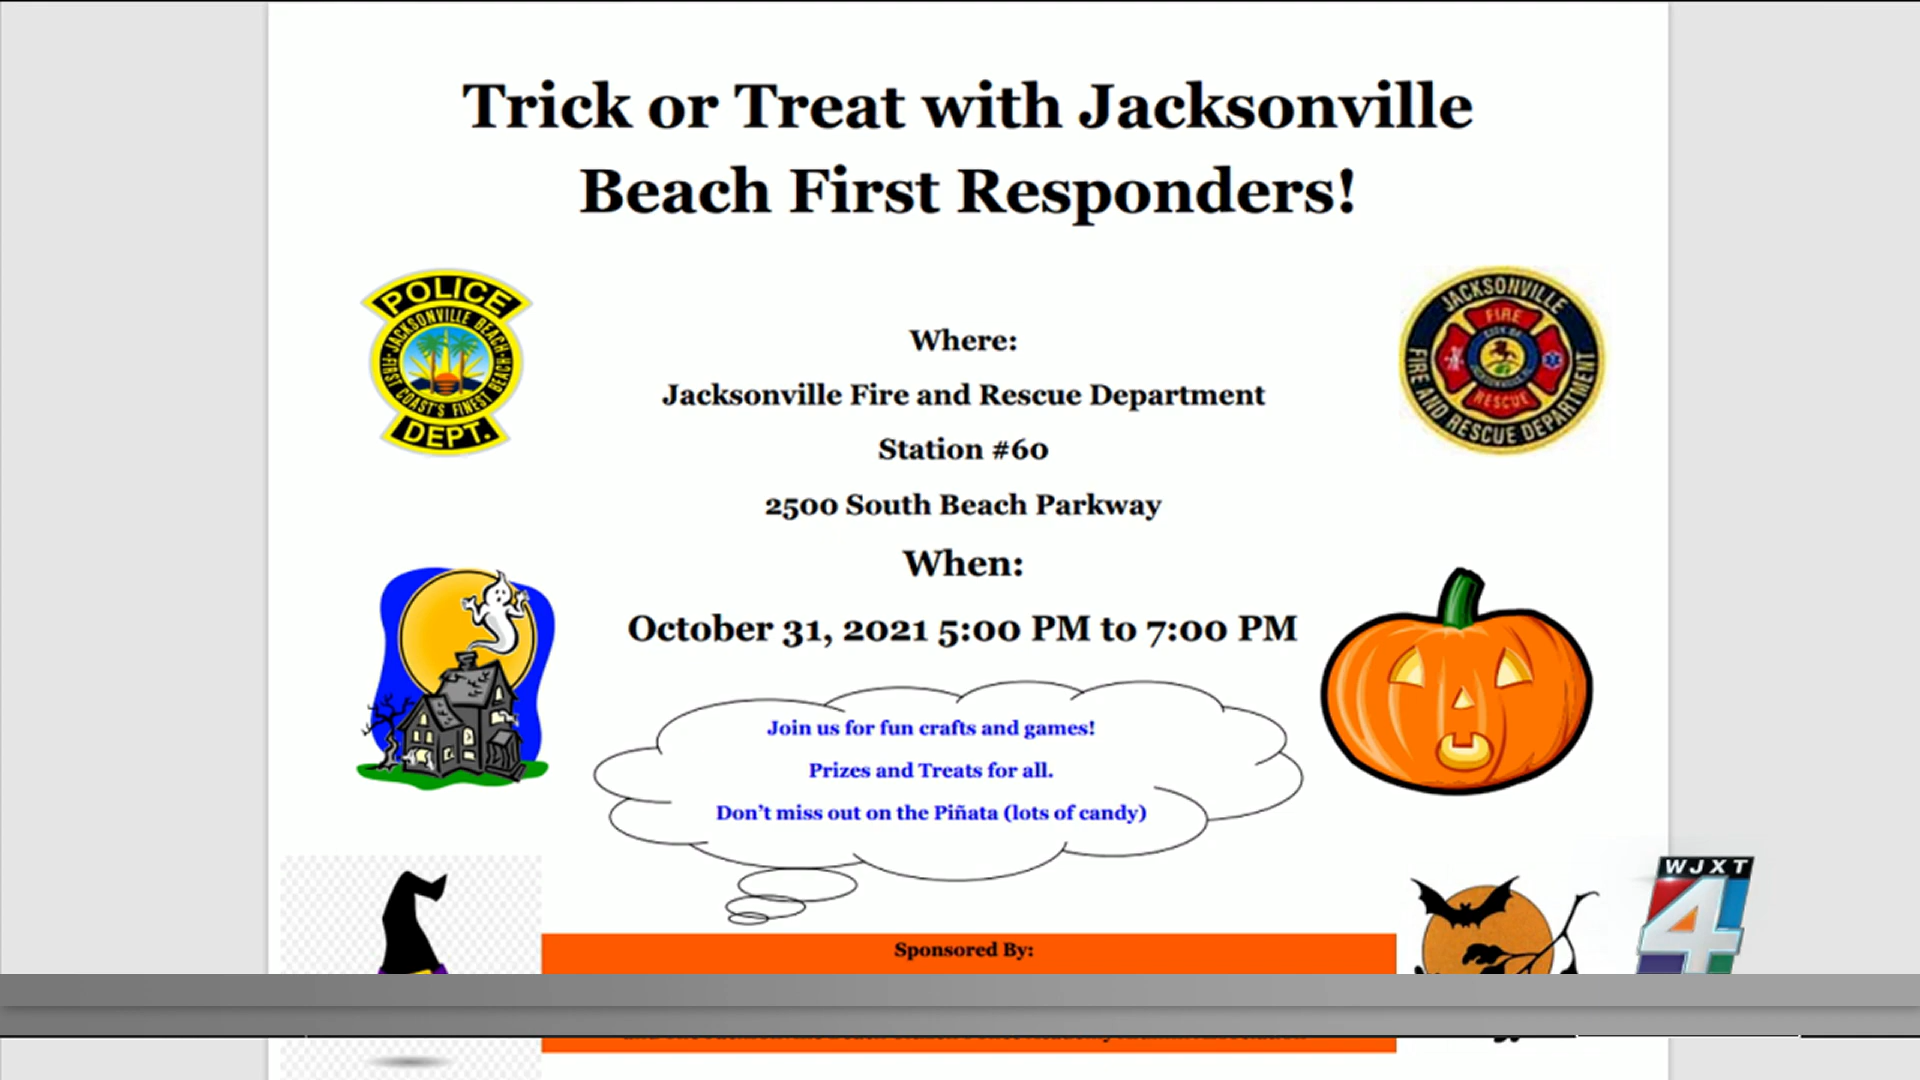 Trick or Treat with Jacksonville
Beach First Responders!
POLICE
JACKSONVILLE BEACH
FIRST COAST'S FINEST BEACH
DEPT.
JACKSONVILLE
FIRE
CITY OF
RESCUE
FIRE AND RESCUE DEPARTMENT
Where:
Jacksonville Fire and Rescue Department
Station #60
2500 South Beach Parkway
When:
October 31, 2021 5:00 PM to 7:00 PM
Join us for fun crafts and games!
Prizes and Treats for all.
Don't miss out on the Piñata (lots of candy)
WJXT
4
Sponsored By: